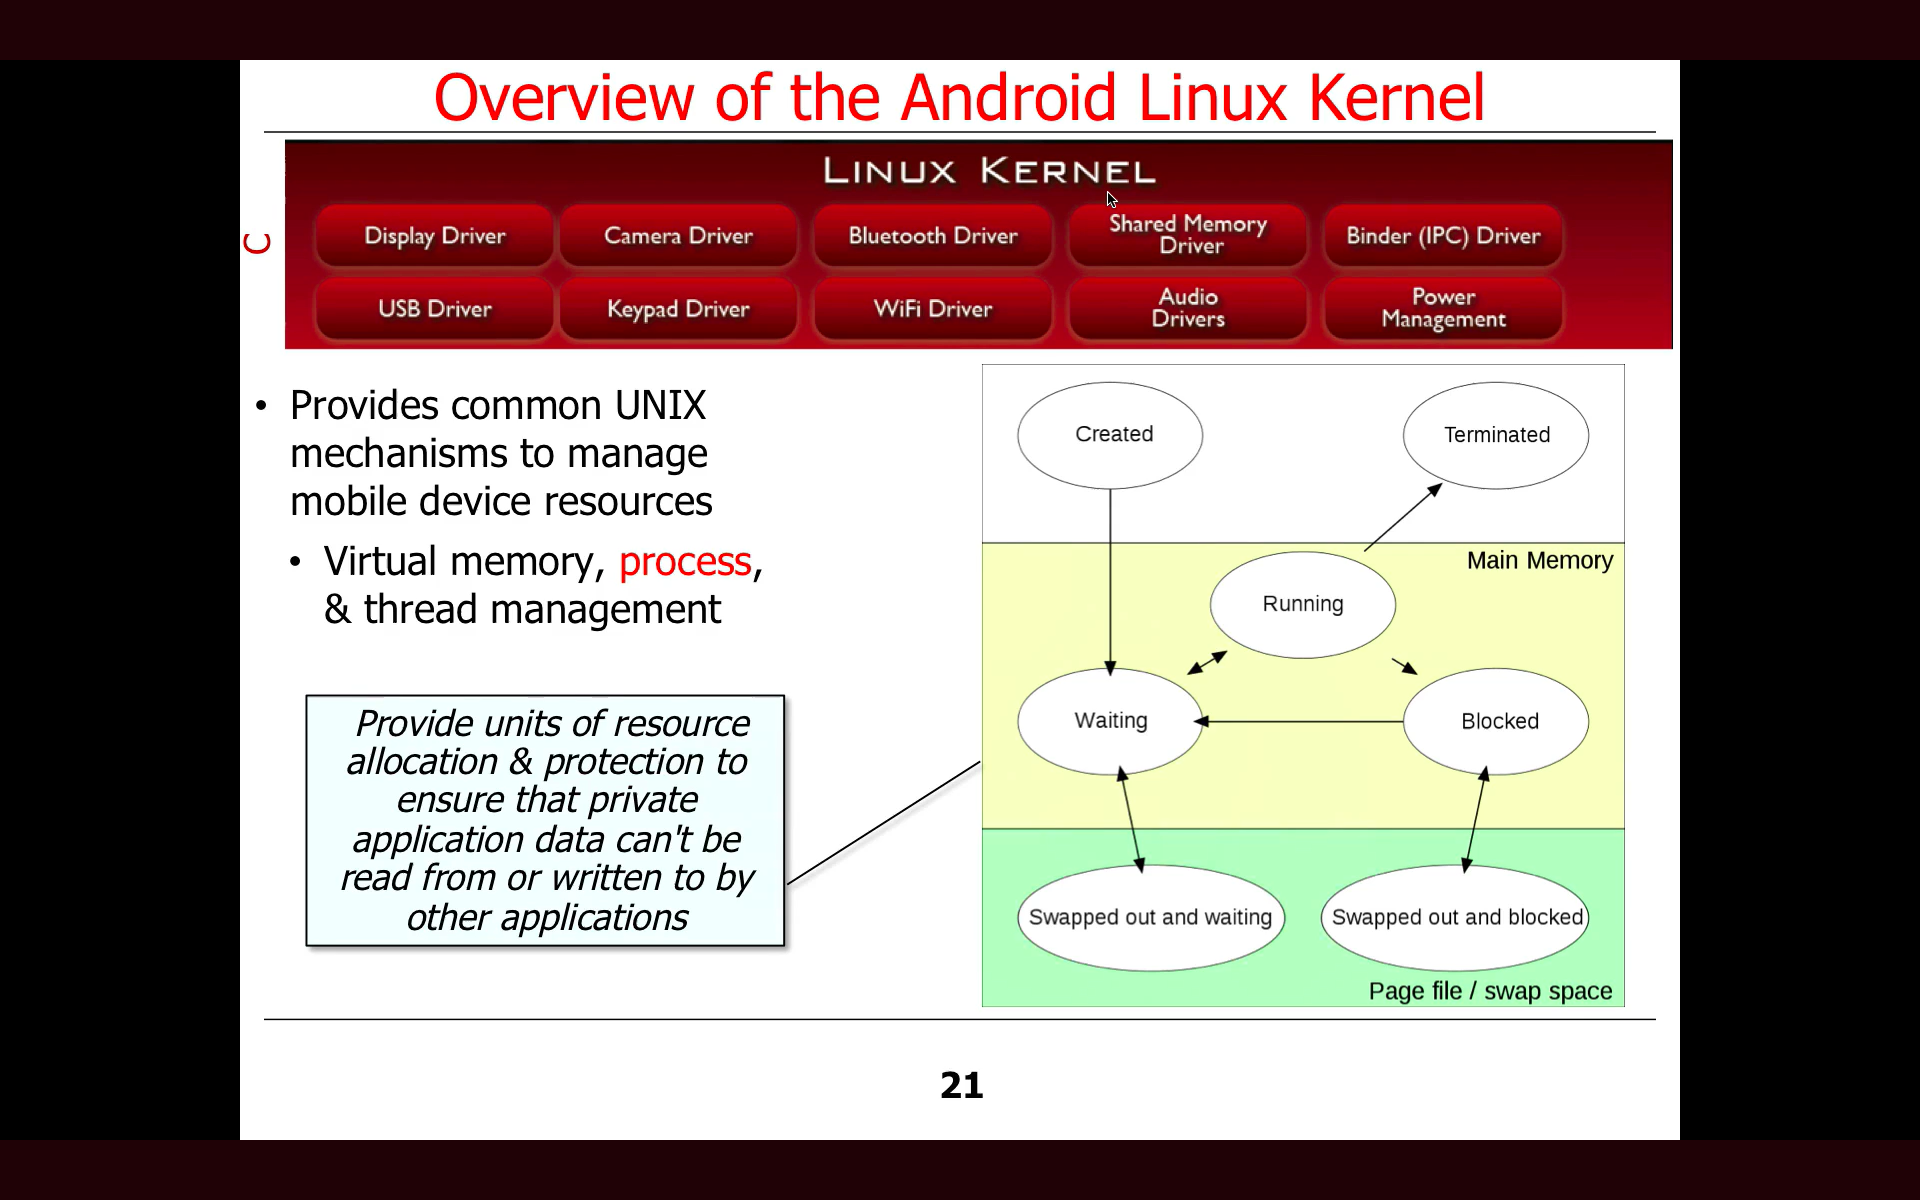 Overview of the Android Linux Kernel
LINUX KERNEL
Display Driver
Camera Driver
Bluetooth Driver
Shared Memory
Driver
Binder (IPC) Driver
USB Driver
Keypad Driver
WiFi Driver
Audio
Drivers
Power
Management
C
• Provides common UNIX
mechanisms to manage
mobile device resources
• Virtual memory, process,
& thread management
Provide units of resource
allocation & protection to
ensure that private
application data can't be
read from or written to by
other applications
Created
Terminated
Main Memory
Running
Waiting
Blocked
Swapped out and waiting
Swapped out and blocked
Page file / swap space
21